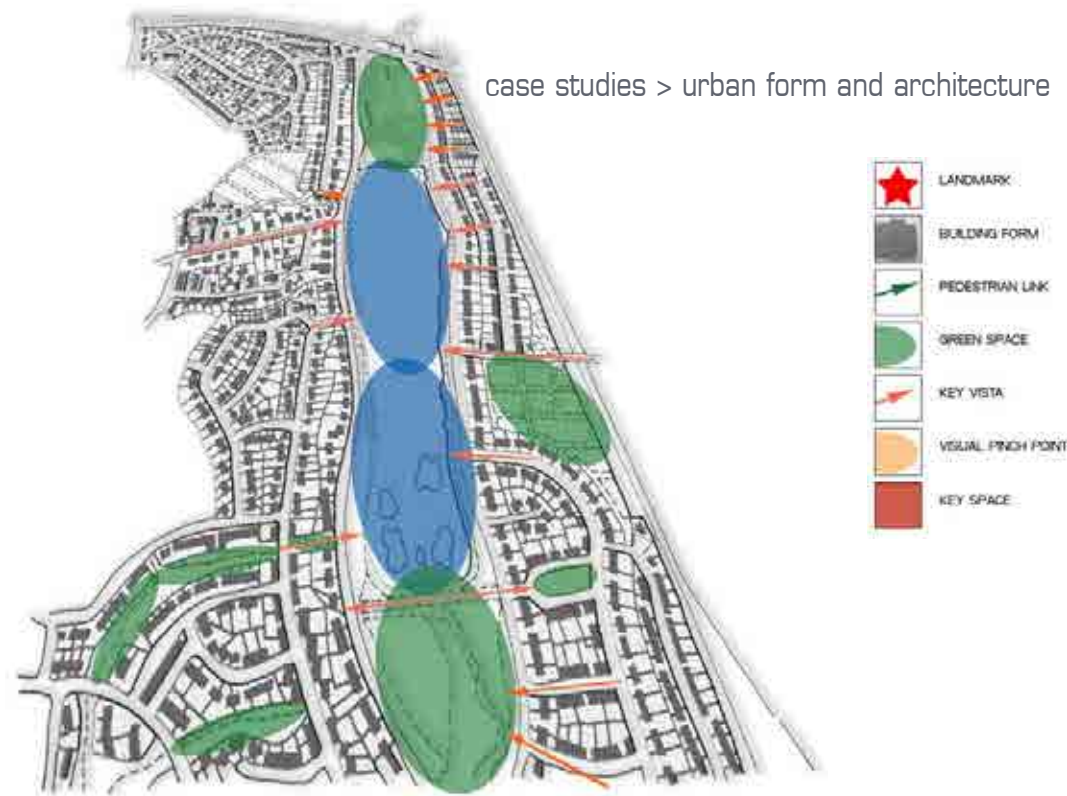 case studies > urban form and architecture
LANDMARK
BUILDING FORM
PEDESTRIAN LINK
GREEN SPACE
KEY VISTA
VISUAL PINCH POINT
KEY SPACE